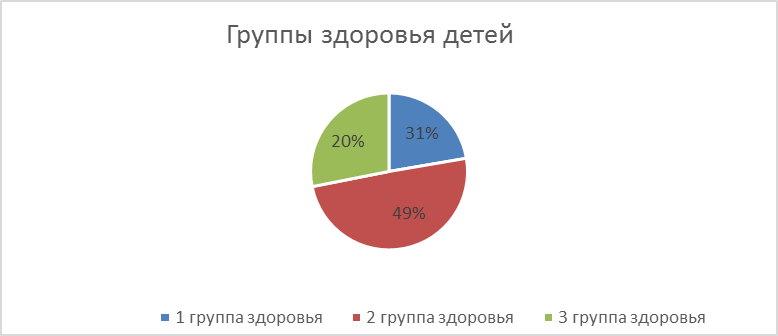 Группы здоровья детей
31%
20%
49%
1 группа здоровья 2 группа здоровья 3 группа здоровья